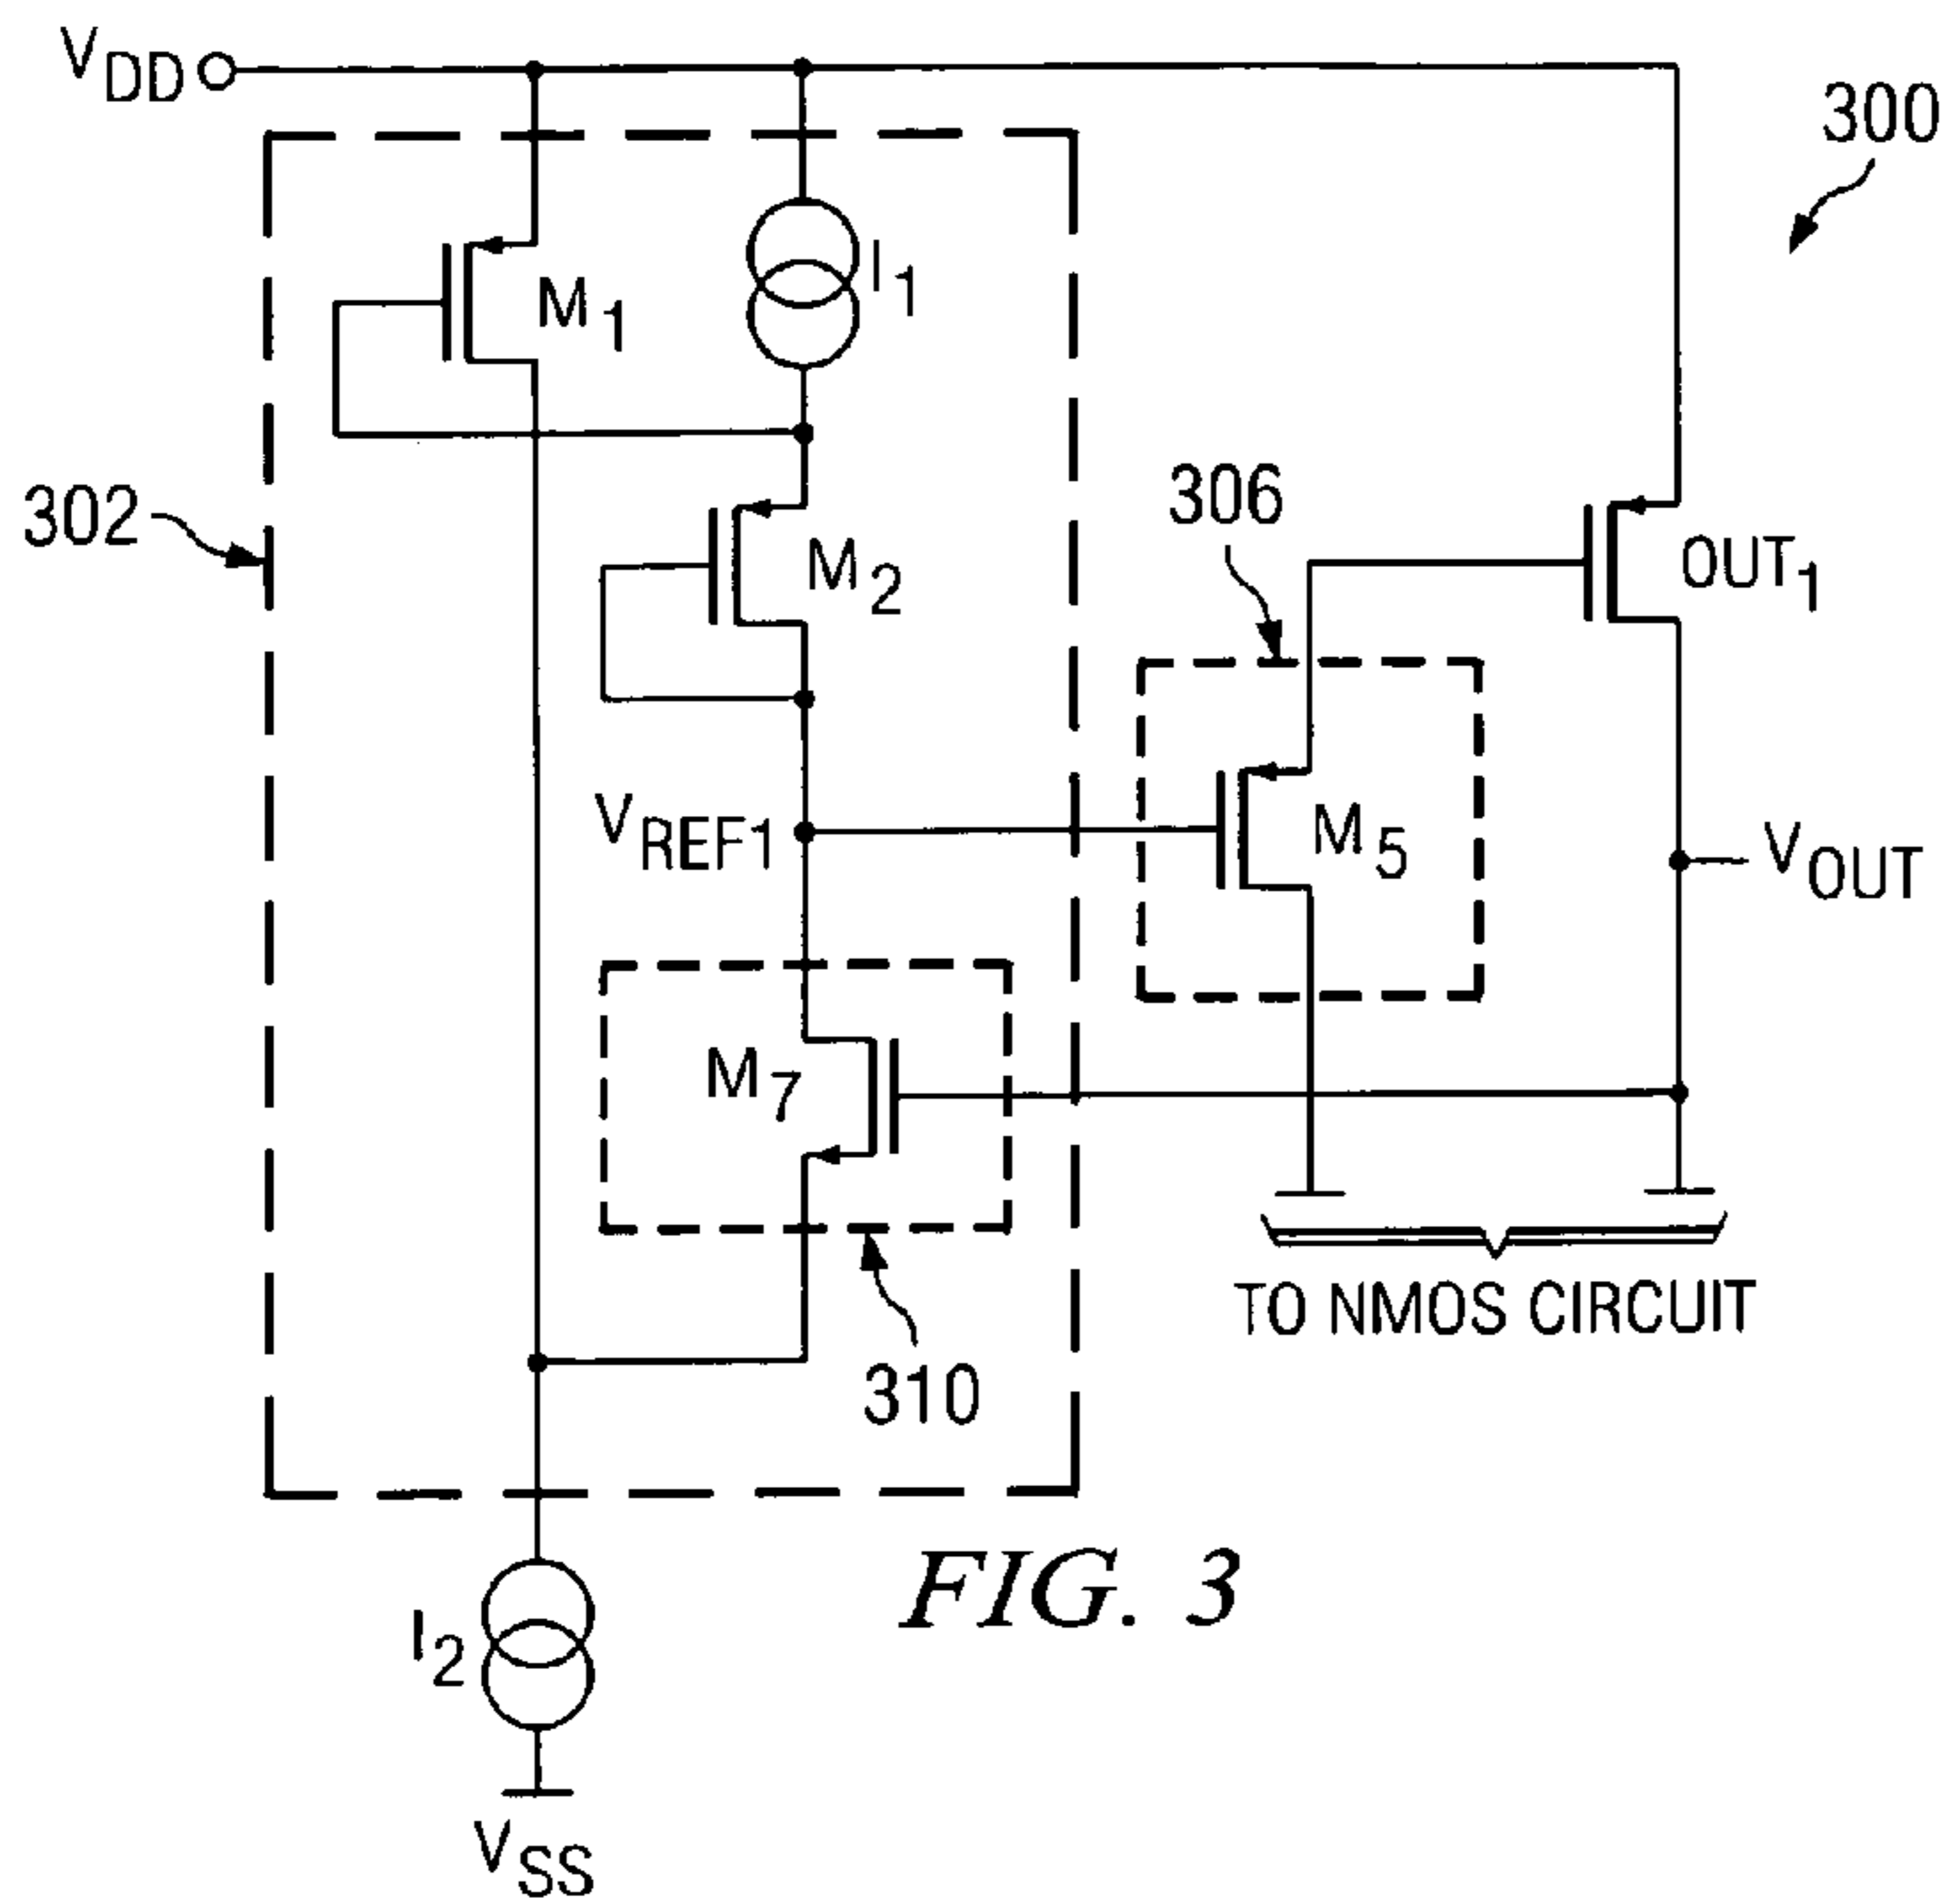 VDD
300
M1
I1
302
306
M2
OUT1
VREF1
M5
VOUT
M7
310
TO NMOS CIRCUIT
FIG. 3
I2
VSS